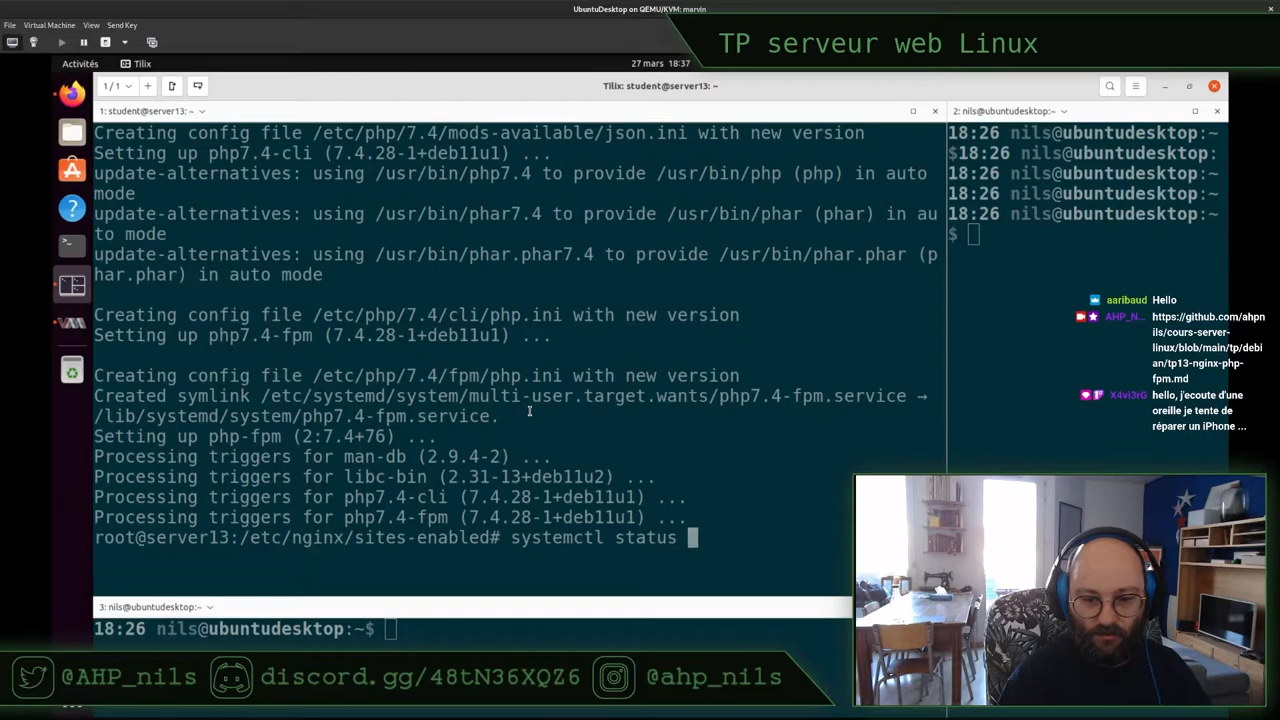 UbuntuDesktop on QEMU/KVM: marvin
File Virtual Machine View Send Key
TP serveur web Linux
Activités Tilix 27 mars 18:37
1/1 Tilix: student@server13: ~
1: student@server13: ~
2: nils@ubuntudesktop:~
Creating config file /etc/php/7.4/mods-available/json.ini with new version
Setting up php7.4-cli (7.4.28-1+deb11u1) ...
update-alternatives: using /usr/bin/php7.4 to provide /usr/bin/php (php) in auto
mode
update-alternatives: using /usr/bin/phar7.4 to provide /usr/bin/phar (phar) in au
to mode
update-alternatives: using /usr/bin/phar.phar7.4 to provide /usr/bin/phar.phar (p
har.phar) in auto mode
Creating config file /etc/php/7.4/cli/php.ini with new version
Setting up php7.4-fpm (7.4.28-1+deb11u1) ...
Creating config file /etc/php/7.4/fpm/php.ini with new version
Created symlink /etc/systemd/system/multi-user.target.wants/php7.4-fpm.service →
/lib/systemd/system/php7.4-fpm.service.
Setting up php-fpm (2:7.4+76) ...
Processing triggers for man-db (2.9.4-2) ...
Processing triggers for libc-bin (2.31-13+deb11u2) ...
Processing triggers for php7.4-cli (7.4.28-1+deb11u1) ...
Processing triggers for php7.4-fpm (7.4.28-1+deb11u1) ...
root@server13:/etc/nginx/sites-enabled# systemctl status
18:26 nils@ubuntudesktop:~
$18:26 nils@ubuntudesktop:
18:26 nils@ubuntudesktop:~
18:26 nils@ubuntudesktop:~
18:26 nils@ubuntudesktop:~
$
aaribaud Hello
AHP_N... https://github.com/ahpn
nils/cours-server-
linux/blob/main/tp/debi
an/tp13-nginx-php-
fpm.md
X4vi3rG hello, j'ecoute d'une
oreille je tente de
réparer un iPhone ...
3: nils@ubuntudesktop:~
18:26 nils@ubuntudesktop:~$
@AHP_nils discord.gg/48tN36XQZ6 @ahp_nils